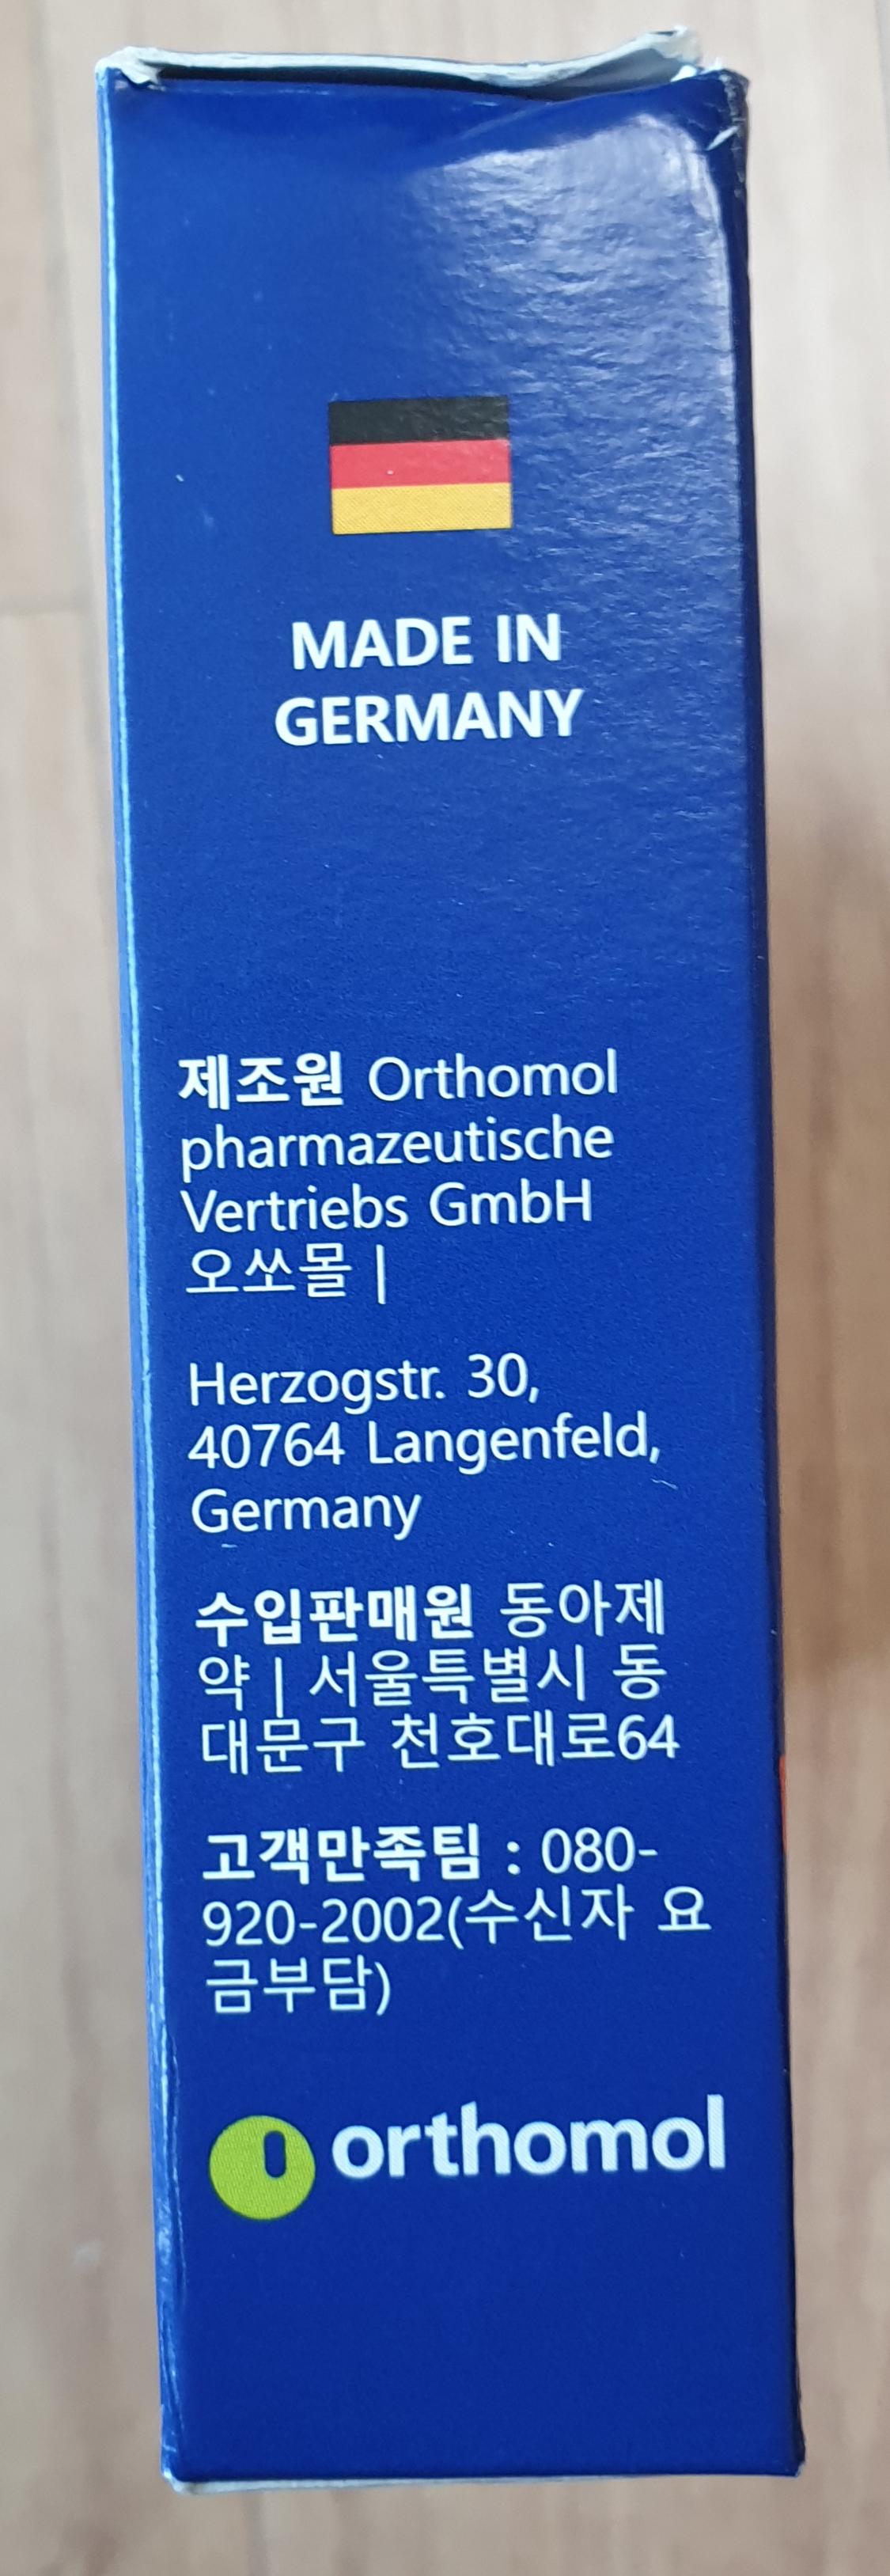 MADE IN
GERMANY
제조원 Orthomol
pharmazeutische
Vertriebs GmbH
오쏘몰 |
Herzogstr. 30,
40764 Langenfeld,
Germany
수입판매원 동아제
약 | 서울특별시 동
대문구 천호대로64
고객만족팀 : 080-
920-2002(수신자 요
금부담)
orthomol